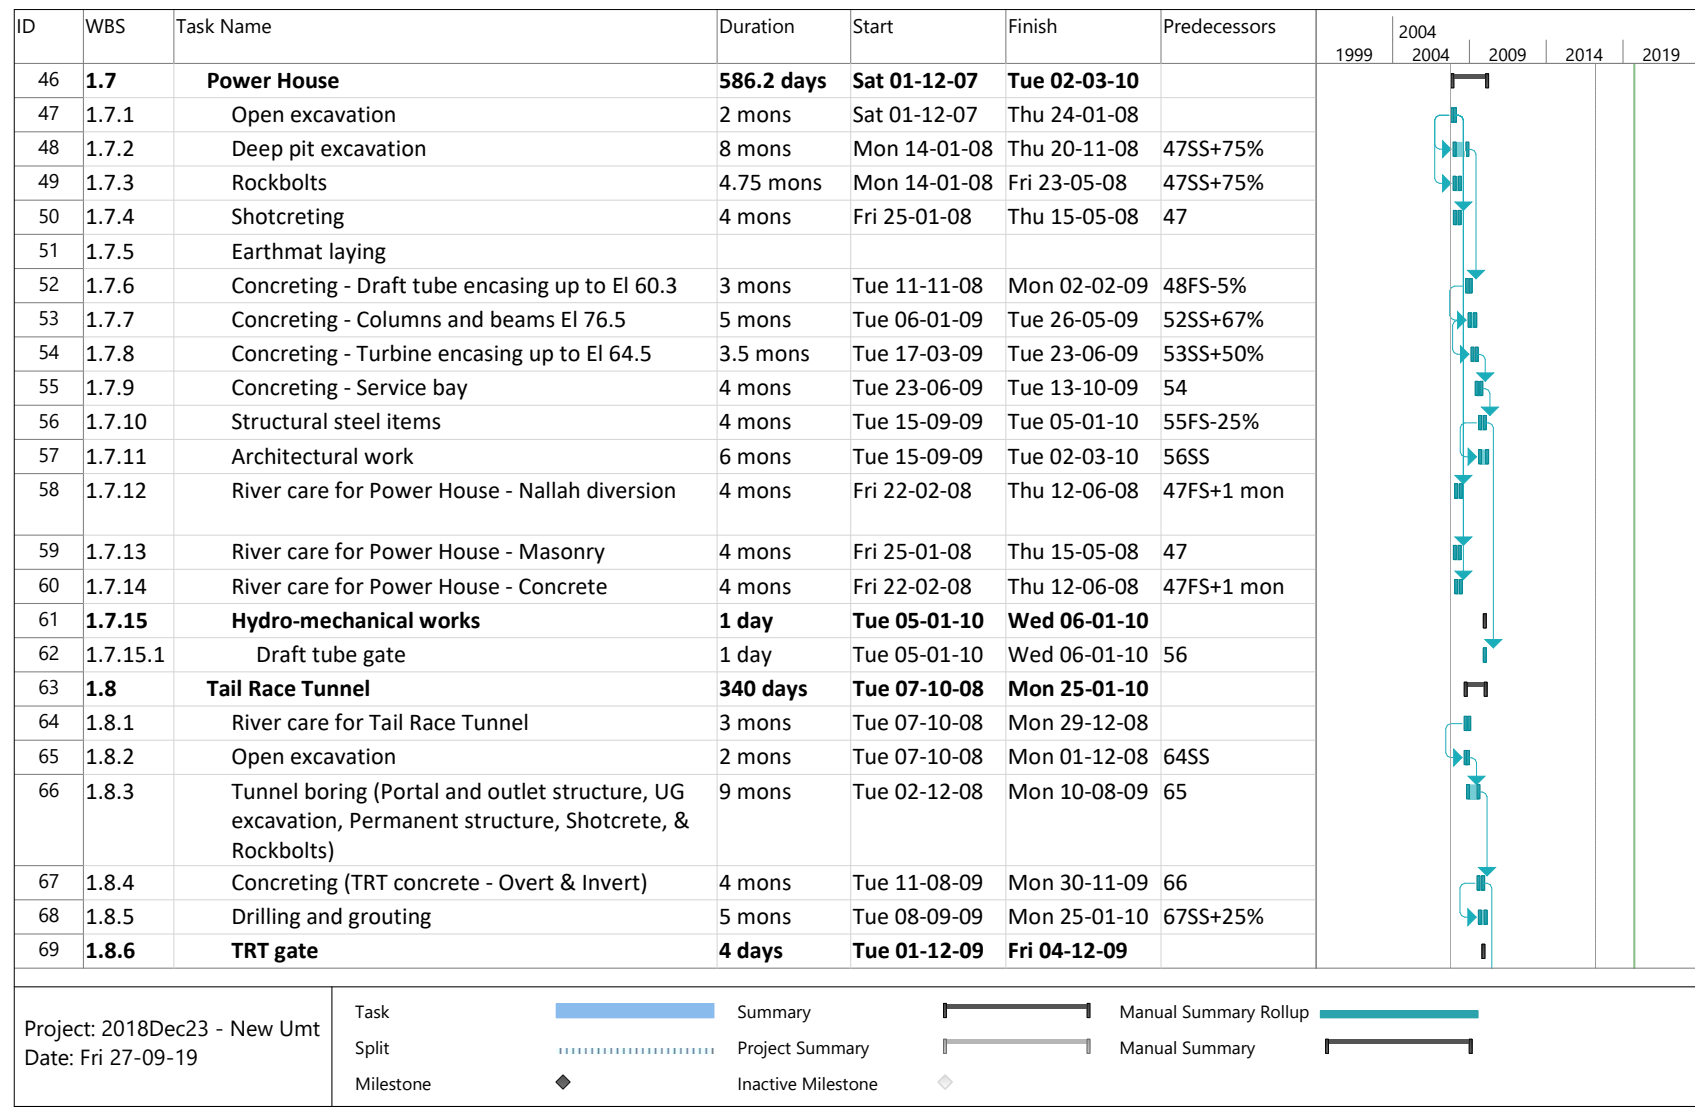 ID WBS Task Name Duration Start Finish Predecessors
2004
1999 2004 2009 2014 2019
46 1.7 Power House 586.2 days Sat 01-12-07 Tue 02-03-10
47 1.7.1 Open excavation 2 mons Sat 01-12-07 Thu 24-01-08
48 1.7.2 Deep pit excavation 8 mons Mon 14-01-08 Thu 20-11-08 47SS+75%
49 1.7.3 Rockbolts 4.75 mons Mon 14-01-08 Fri 23-05-08 47SS+75%
50 1.7.4 Shotcreting 4 mons Fri 25-01-08 Thu 15-05-08 47
51 1.7.5 Earthmat laying
52 1.7.6 Concreting - Draft tube encasing up to El 60.3 3 mons Tue 11-11-08 Mon 02-02-09 48FS-5%
53 1.7.7 Concreting - Columns and beams El 76.5 5 mons Tue 06-01-09 Tue 26-05-09 52SS+67%
54 1.7.8 Concreting - Turbine encasing up to El 64.5 3.5 mons Tue 17-03-09 Tue 23-06-09 53SS+50%
55 1.7.9 Concreting - Service bay 4 mons Tue 23-06-09 Tue 13-10-09 54
56 1.7.10 Structural steel items 4 mons Tue 15-09-09 Tue 05-01-10 55FS-25%
57 1.7.11 Architectural work 6 mons Tue 15-09-09 Tue 02-03-10 56SS
58 1.7.12 River care for Power House - Nallah diversion 4 mons Fri 22-02-08 Thu 12-06-08 47FS+1 mon
59 1.7.13 River care for Power House - Masonry 4 mons Fri 25-01-08 Thu 15-05-08 47
60 1.7.14 River care for Power House - Concrete 4 mons Fri 22-02-08 Thu 12-06-08 47FS+1 mon
61 1.7.15 Hydro-mechanical works 1 day Tue 05-01-10 Wed 06-01-10
62 1.7.15.1 Draft tube gate 1 day Tue 05-01-10 Wed 06-01-10 56
63 1.8 Tail Race Tunnel 340 days Tue 07-10-08 Mon 25-01-10
64 1.8.1 River care for Tail Race Tunnel 3 mons Tue 07-10-08 Mon 29-12-08
65 1.8.2 Open excavation 2 mons Tue 07-10-08 Mon 01-12-08 64SS
66 1.8.3 Tunnel boring (Portal and outlet structure, UG 9 mons Tue 02-12-08 Mon 10-08-09 65
excavation, Permanent structure, Shotcrete, &
Rockbolts)
67 1.8.4 Concreting (TRT concrete - Overt & Invert) 4 mons Tue 11-08-09 Mon 30-11-09 66
68 1.8.5 Drilling and grouting 5 mons Tue 08-09-09 Mon 25-01-10 67SS+25%
69 1.8.6 TRT gate 4 days Tue 01-12-09 Fri 04-12-09
Project: 2018Dec23 - New Umt
Date: Fri 27-09-19
Task Summary Manual Summary Rollup
Split Project Summary Manual Summary
Milestone Inactive Milestone